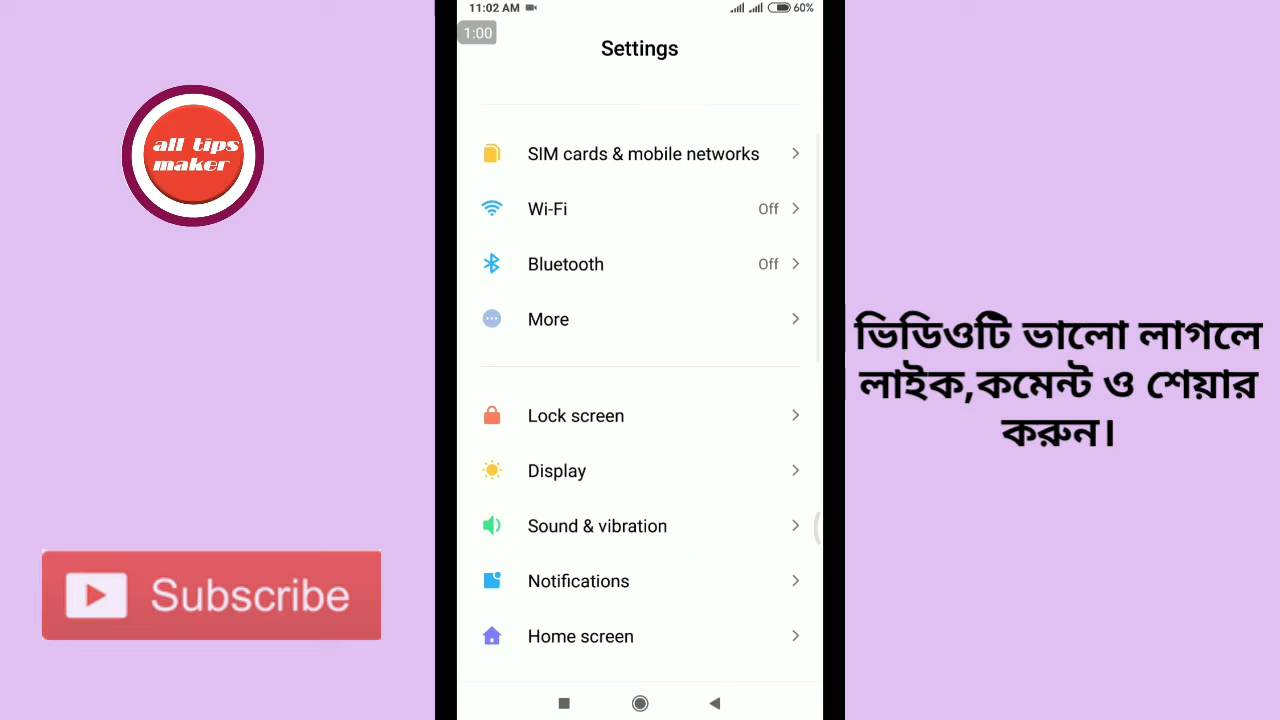 11:02 AM
60%
1:00
Settings
all tips
maker
SIM cards & mobile networks
Wi-Fi Off
Bluetooth Off
More
Lock screen
Display
Sound & vibration
Notifications
Home screen
ভিডিওটি ভালো লাগলে
লাইক,কমেন্ট ও শেয়ার
করুন।
Subscribe